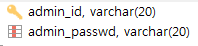 admin_id, varchar(20)
admin_passwd, varchar(20)